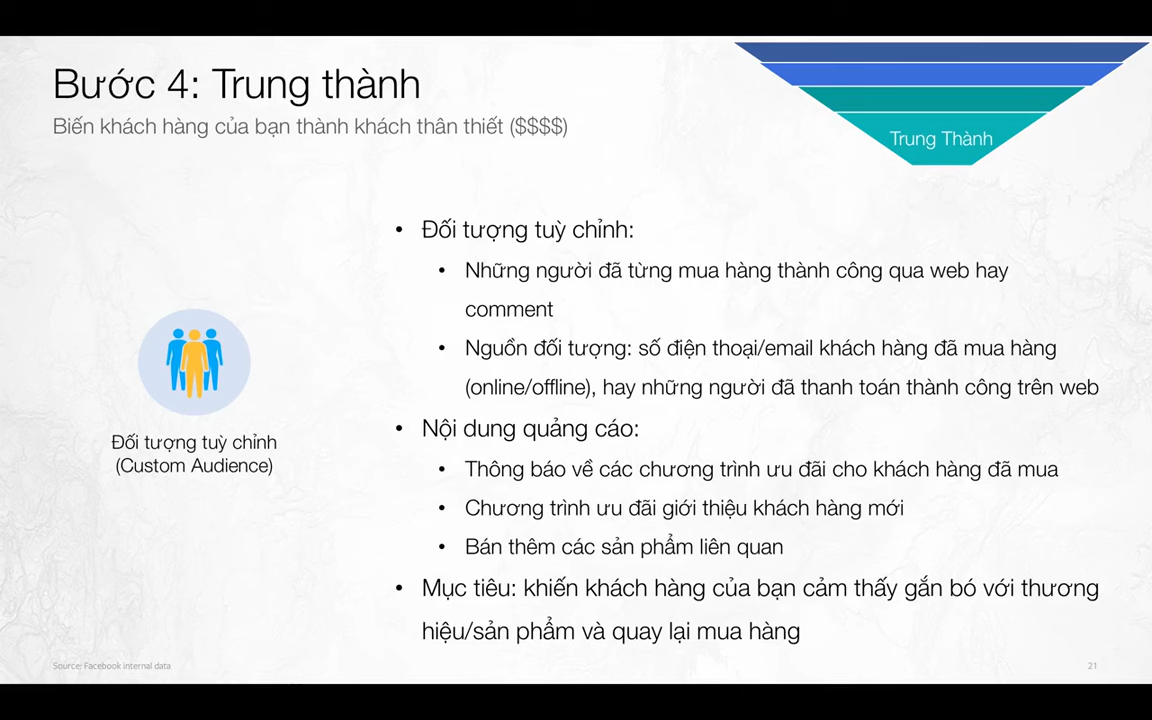 Bước 4: Trung thành
Biến khách hàng của bạn thành khách thân thiết ($$$$)
Trung Thành
• Đối tượng tuỳ chỉnh:
• Những người đã từng mua hàng thành công qua web hay
comment
• Nguồn đối tượng: số điện thoại/email khách hàng đã mua hàng
(online/offline), hay những người đã thanh toán thành công trên web
Đối tượng tuỳ chỉnh
(Custom Audience)
• Nội dung quảng cáo:
• Thông báo về các chương trình ưu đãi cho khách hàng đã mua
• Chương trình ưu đãi giới thiệu khách hàng mới
• Bán thêm các sản phẩm liên quan
• Mục tiêu: khiến khách hàng của bạn cảm thấy gắn bó với thương
hiệu/sản phẩm và quay lại mua hàng
Source: Facebook internal data
21